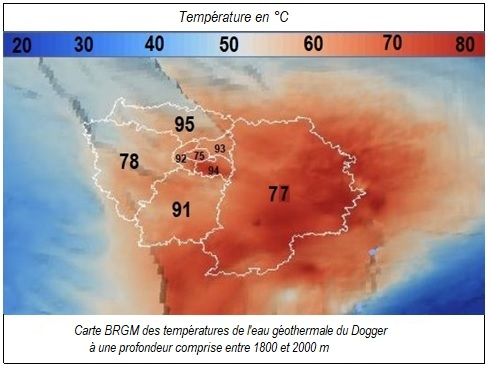 Température en °C
20 30 40 50 60 70 80
95
78
92 75 93
94
91
77
Carte BRGM des températures de l'eau géothermale du Dogger
à une profondeur comprise entre 1800 et 2000 m